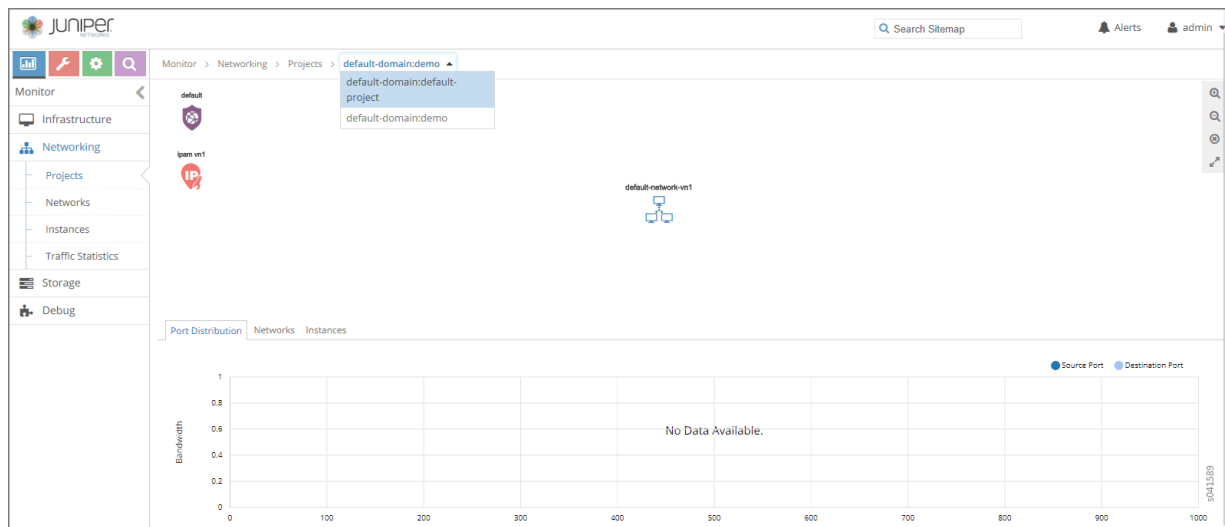 JUNIPER
NETWORKS
Search Sitemap
Alerts
admin
Monitor > Networking > Projects > default-domain:demo
default-domain:default-
project
default-domain:demo
Monitor
Infrastructure
Networking
Projects
Networks
Instances
Traffic Statistics
Storage
Debug
default
ipam vn1
IP
default-network-vn1
Port Distribution Networks Instances
Source Port Destination Port
Bandwidth
1
0.8
0.6
0.4
0.2
0
No Data Available.
0 100 200 300 400 500 600 700 800 900 1000
s041589